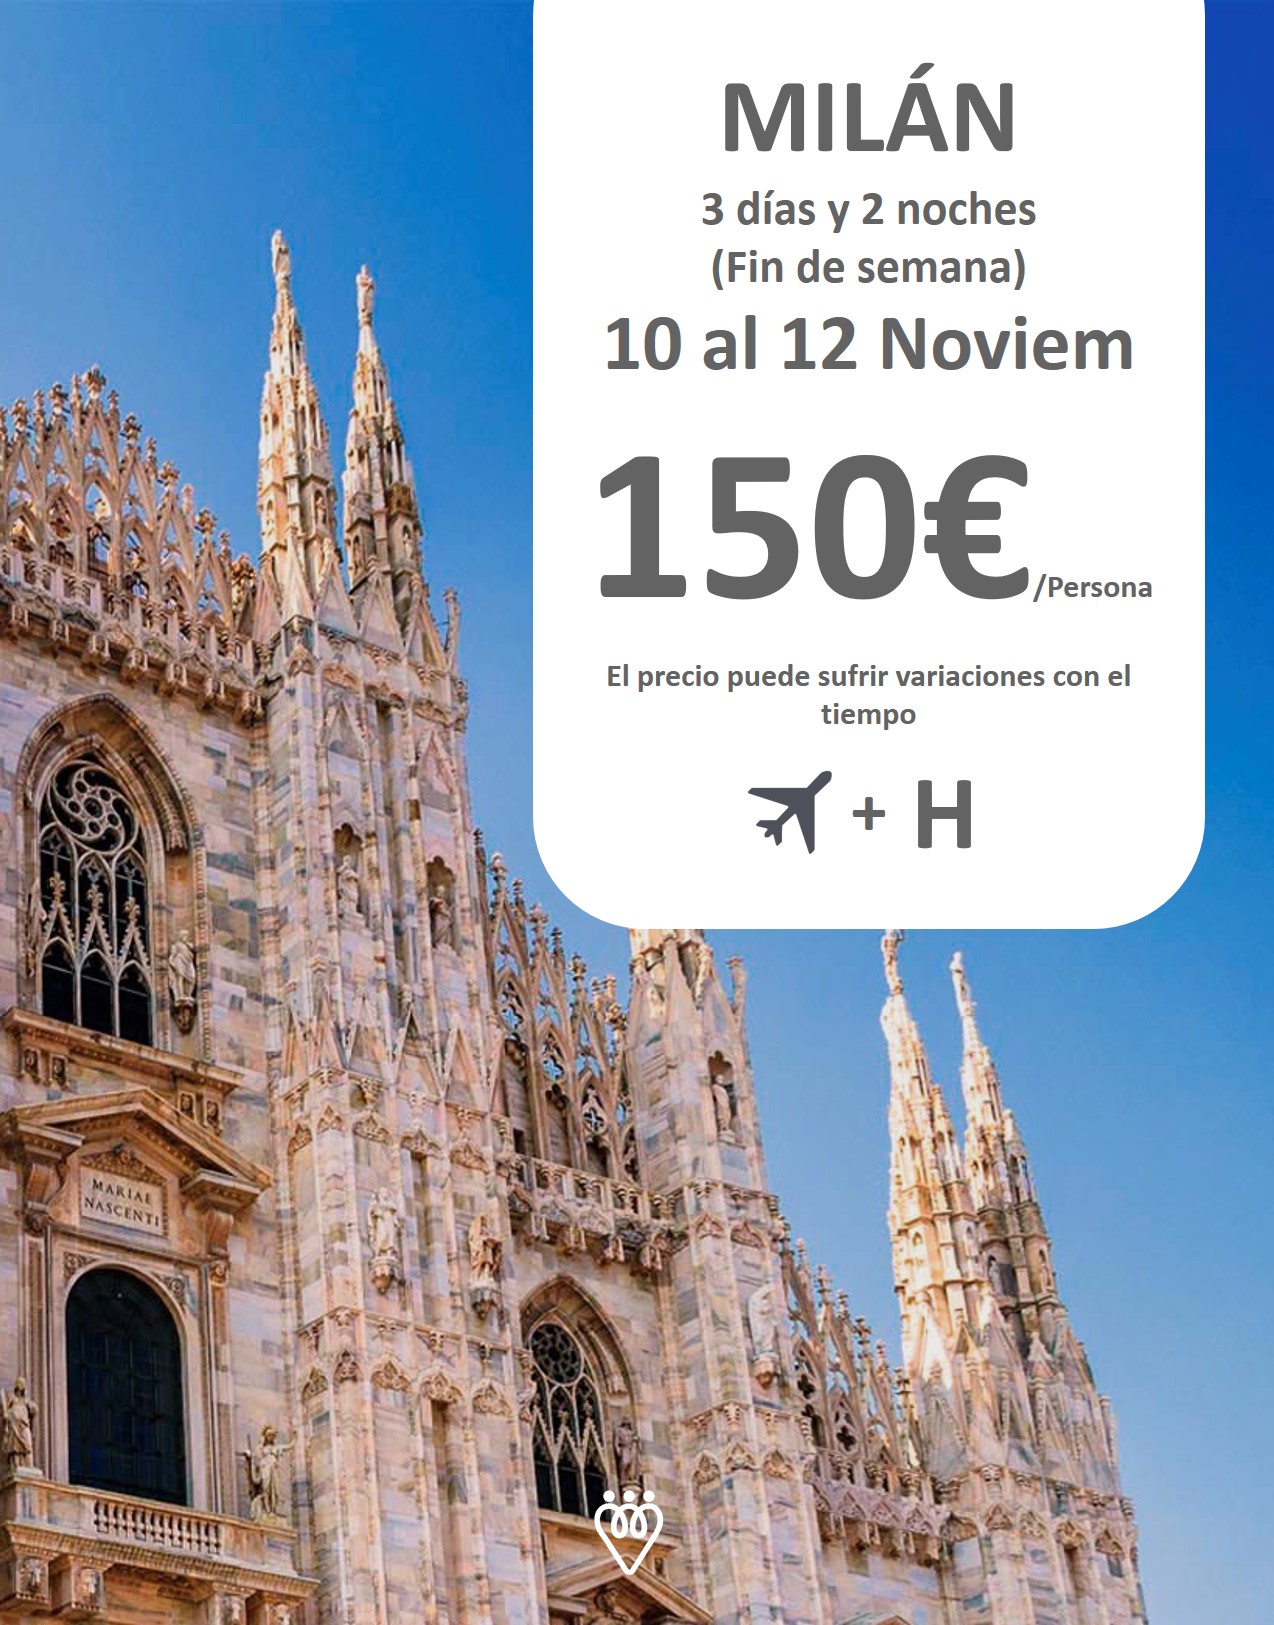 MILÁN
3 días y 2 noches
(Fin de semana)
10 al 12 Noviem
150€/Persona
El precio puede sufrir variaciones con el
tiempo
+ H
MARIAE
NASCENTI